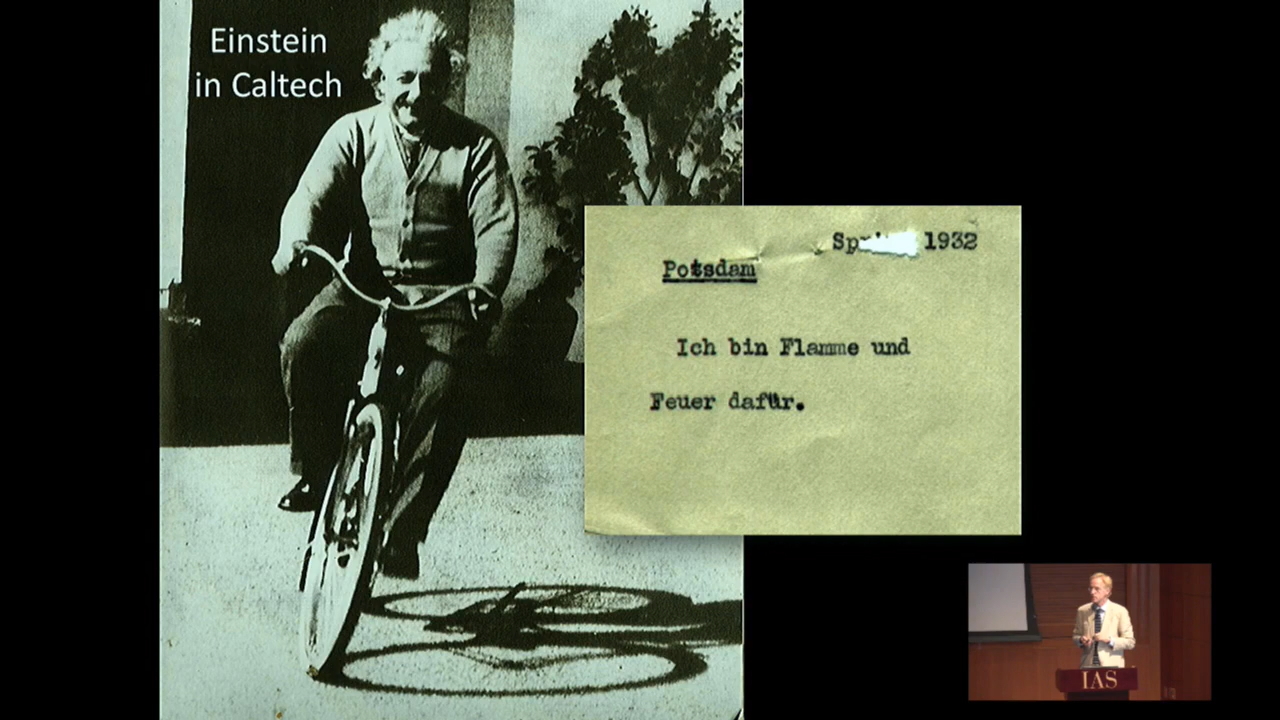 Einstein
in Caltech
1932
Potsdam
Ich bin Flamme und
Feuer dafür.
IAS